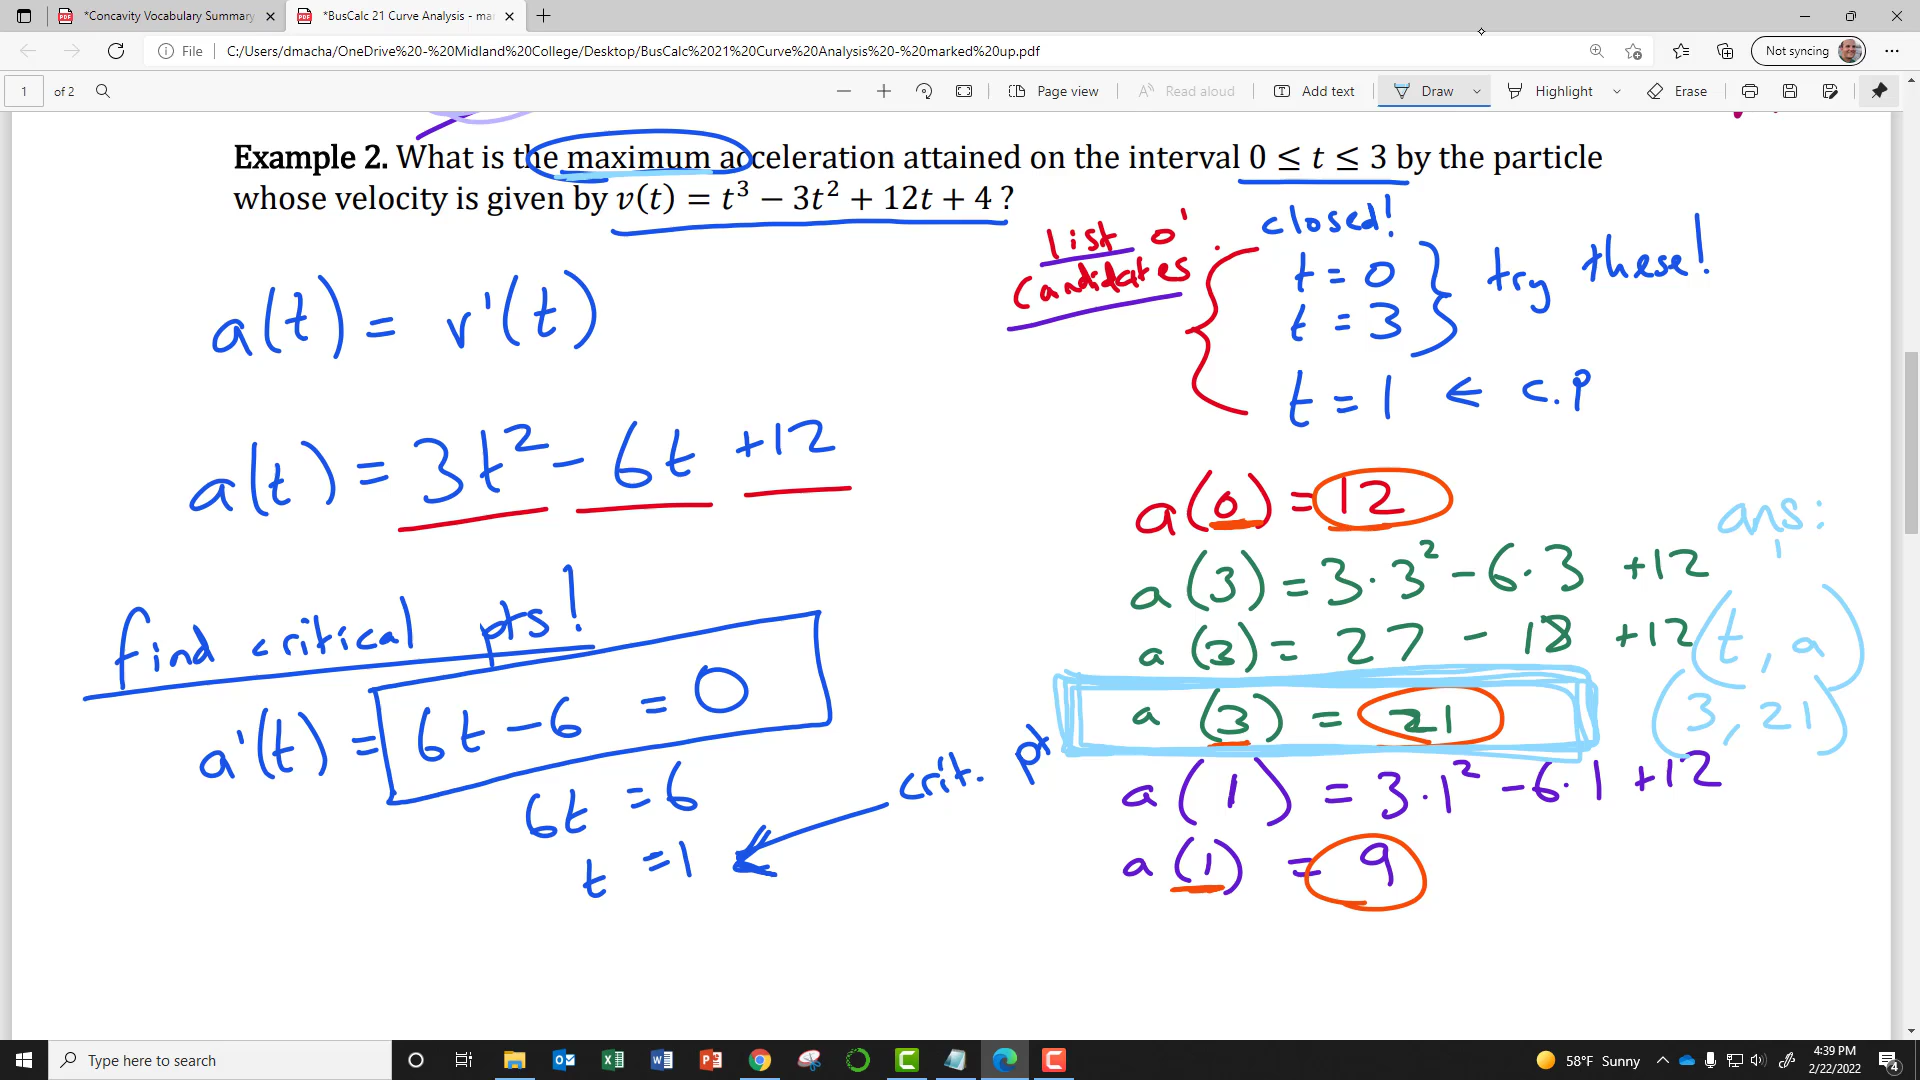 *Concavity Vocabulary Summary
*BusCalc 21 Curve Analysis - mar
File
C:/Users/dmacha/OneDrive%20-%20Midland%20College/Desktop/BusCalc%2021%20Curve%20Analysis%20-%20marked%20up.pdf
Not syncing
1 of 2
Page view
Read aloud
Add text
Draw
Highlight
Erase
Example 2. What is the maximum acceleration attained on the interval 0 ≤ t ≤ 3 by the particle
whose velocity is given by v(t) = t³ − 3t² + 12t + 4 ?
a(t) = v'(t)
a(t) = 3t² - 6t +12
find critical pts!
a'(t) = 6t - 6 = 0
6t = 6
t = 1
crit. pt
list o'
candidates
closed!
t = 0
t = 3
try these!
t = 1 ← c.p
a(0) = 12
a(3) = 3·3² - 6·3 +12
a(3) = 27 - 18 +12
a(3) = 21
a(1) = 3·1² - 6·1 +12
a(1) = 9
ans:
(t, a)
(3, 21)
Type here to search
58°F Sunny
4:39 PM
2/22/2022
4